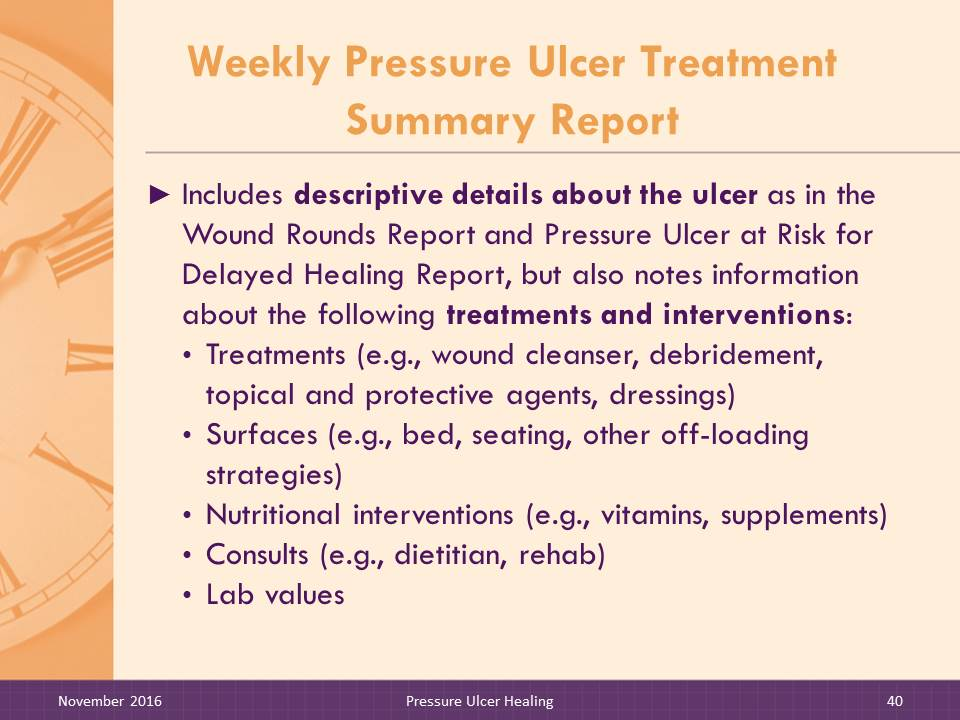 Weekly Pressure Ulcer Treatment
Summary Report
► Includes descriptive details about the ulcer as in the
Wound Rounds Report and Pressure Ulcer at Risk for
Delayed Healing Report, but also notes information
about the following treatments and interventions:
• Treatments (e.g., wound cleanser, debridement,
topical and protective agents, dressings)
• Surfaces (e.g., bed, seating, other off-loading
strategies)
• Nutritional interventions (e.g., vitamins, supplements)
• Consults (e.g., dietitian, rehab)
• Lab values
November 2016 Pressure Ulcer Healing 40